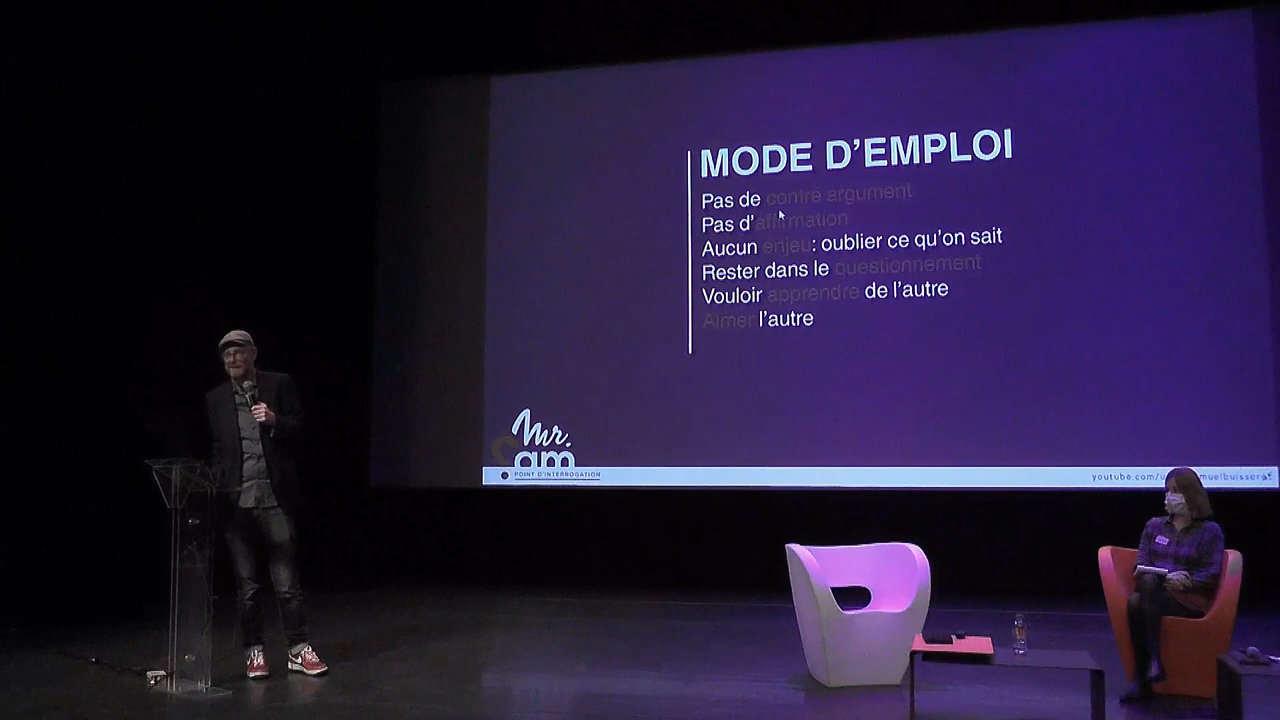 MODE D'EMPLOI
Pas de contre argument
Pas d'affirmation
Aucun enjeu : oublier ce qu'on sait
Rester dans le questionnement
Vouloir apprendre de l'autre
Aimer l'autre
Mr.
am
POINT D'INTERROGATION